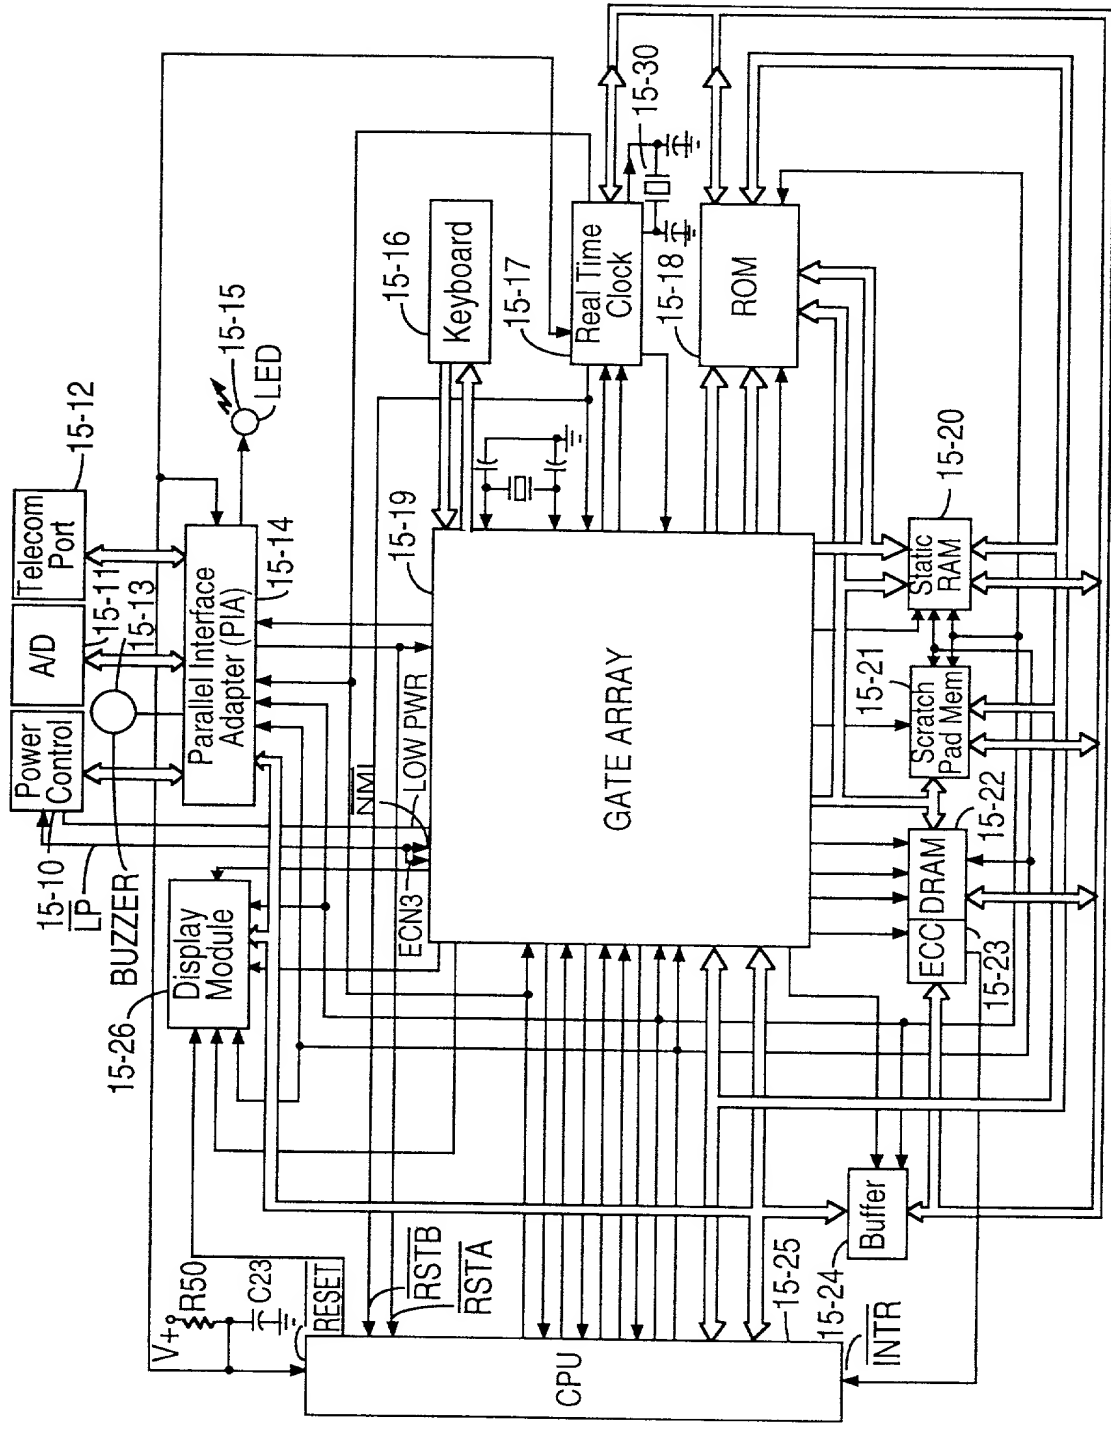 15-12
Telecom
Port
15-11
A/D
15-13
Power
Control
15-10
LP
BUZZER
15-15
LED
15-14
Parallel Interface
Adapter (PIA)
15-26
Display
Module
NMI
LOW PWR
ECN3
15-16
Keyboard
15-17
Real Time
Clock
15-30
15-18
ROM
15-19
GATE ARRAY
15-20
Static
RAM
15-21
Scratch
Pad Mem
15-22
DRAM
ECC
15-23
Buffer
15-24
V+
R50
C23
RESET
RSTB
RSTA
15-25
CPU
INTR